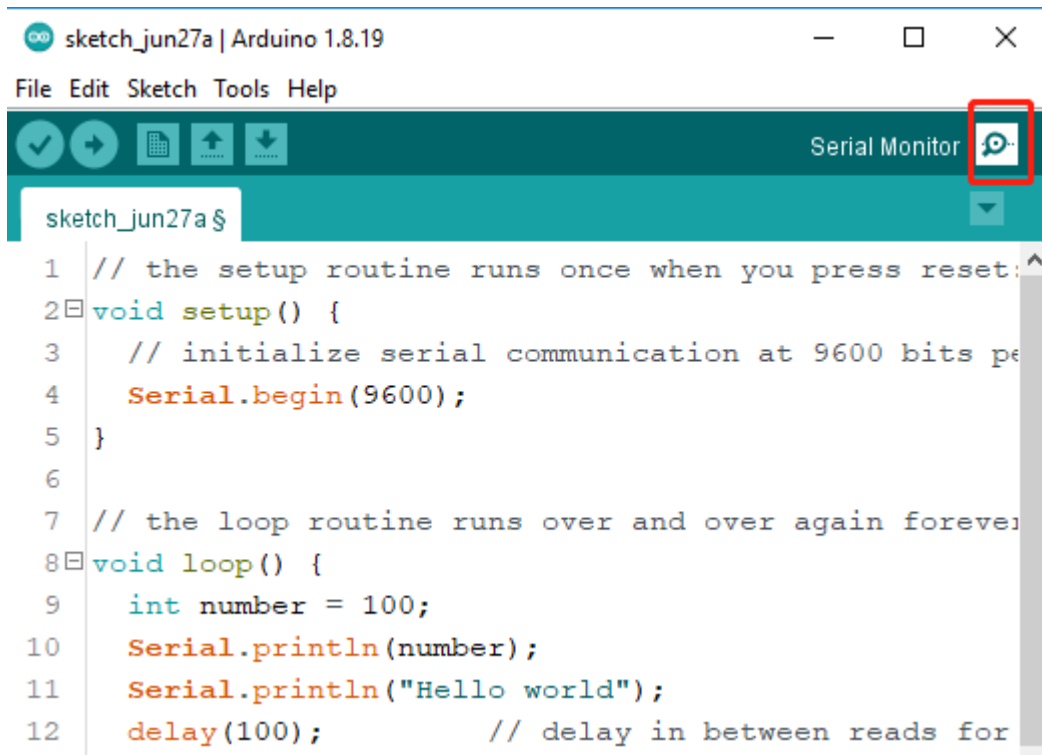 sketch_jun27a | Arduino 1.8.19
File Edit Sketch Tools Help
Serial Monitor
sketch_jun27a §
1 // the setup routine runs once when you press reset:
2 void setup() {
3 // initialize serial communication at 9600 bits
4 Serial.begin(9600);
5 }
6
7 // the loop routine runs over and over again
8 void loop() {
9 int number = 100;
10 Serial.println(number);
11 Serial.println("Hello world");
12 delay(100); // delay in between reads for